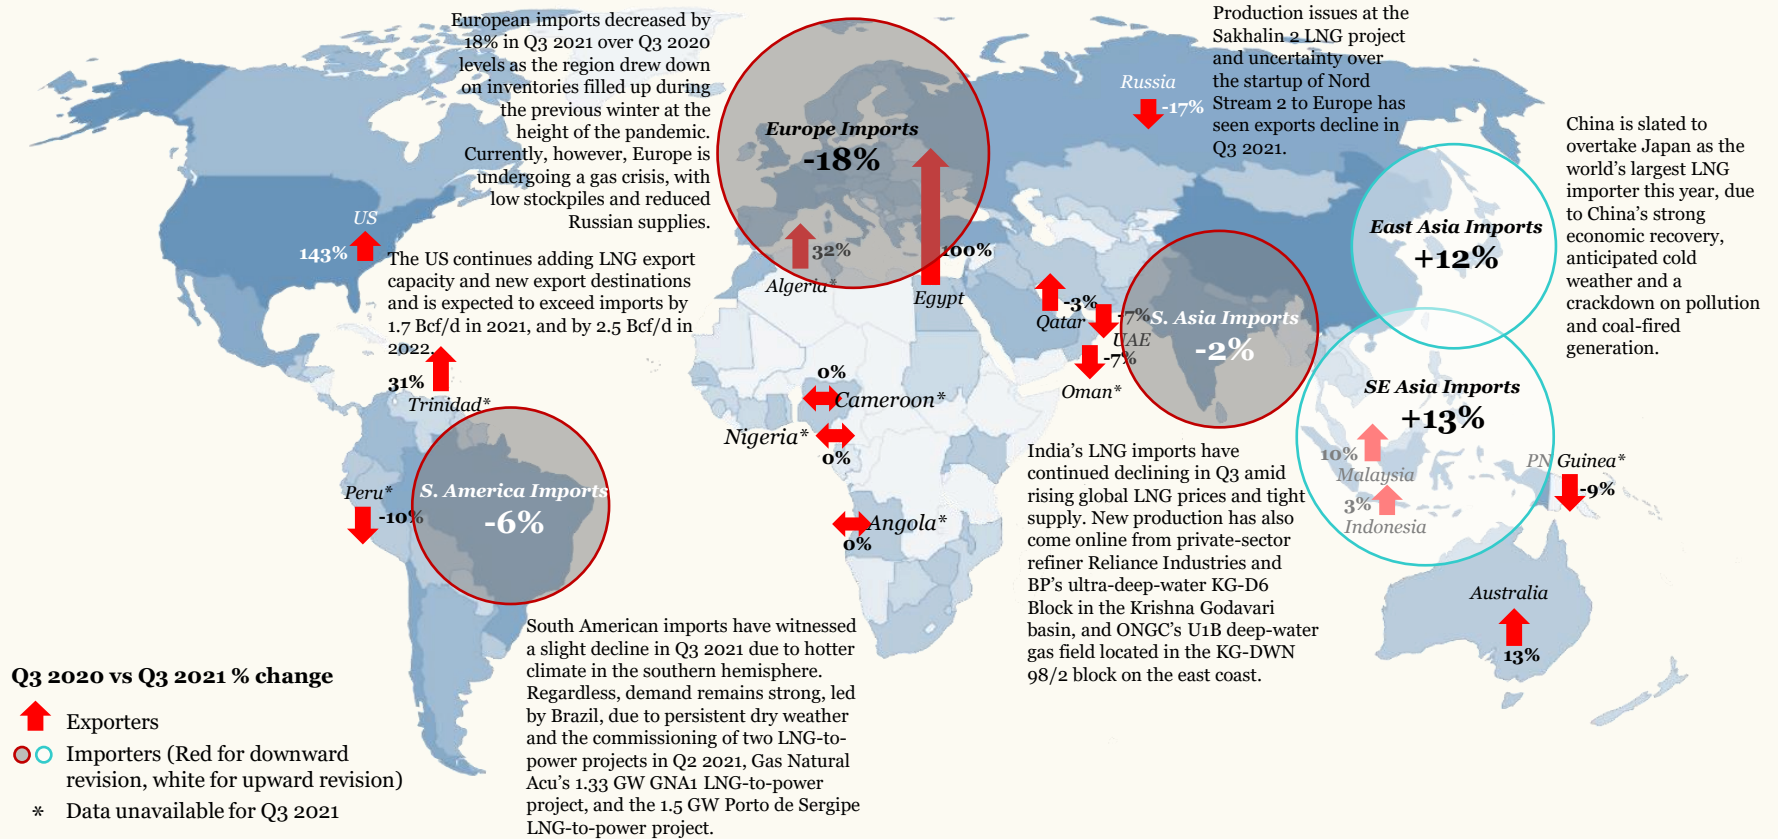 European imports decreased by
18% in Q3 2021 over Q3 2020
levels as the region drew down
on inventories filled up during
the previous winter at the
height of the pandemic.
Currently, however, Europe is
undergoing a gas crisis, with
low stockpiles and reduced
Russian supplies.
Europe Imports
-18%
Production issues at the
Sakhalin 2 LNG project
and uncertainty over
the startup of Nord
Stream 2 to Europe has
seen exports decline in
Q3 2021.
Russia
-17%
China is slated to
overtake Japan as the
world's largest LNG
importer this year, due
to China's strong
economic recovery,
anticipated cold
weather and a
crackdown on pollution
and coal-fired
generation.
East Asia Imports
+12%
US
143%
The US continues adding LNG export
capacity and new export destinations
and is expected to exceed imports by
1.7 Bcf/d in 2021, and by 2.5 Bcf/d in
2022.
32%
Algeria*
100%
Egypt
-3%
Qatar
-7%
UAE
-7%
Oman*
S. Asia Imports
-2%
31%
Trinidad*
0%
Cameroon*
Nigeria*
0%
SE Asia Imports
+13%
10%
Malaysia
3%
Indonesia
PN Guinea*
-9%
Peru*
-10%
S. America Imports
-6%
Angola*
0%
India's LNG imports have
continued declining in Q3 amid
rising global LNG prices and tight
supply. New production has also
come online from private-sector
refiner Reliance Industries and
BP's ultra-deep-water KG-D6
Block in the Krishna Godavari
basin, and ONGC's U1B deep-water
gas field located in the KG-DWN
98/2 block on the east coast.
Australia
13%
South American imports have witnessed
a slight decline in Q3 2021 due to hotter
climate in the southern hemisphere.
Regardless, demand remains strong, led
by Brazil, due to persistent dry weather
and the commissioning of two LNG-to-
power projects in Q2 2021, Gas Natural
Acu's 1.33 GW GNA1 LNG-to-power
project, and the 1.5 GW Porto de Sergipe
LNG-to-power project.
Q3 2020 vs Q3 2021 % change
Exporters
Importers (Red for downward
revision, white for upward revision)
* Data unavailable for Q3 2021